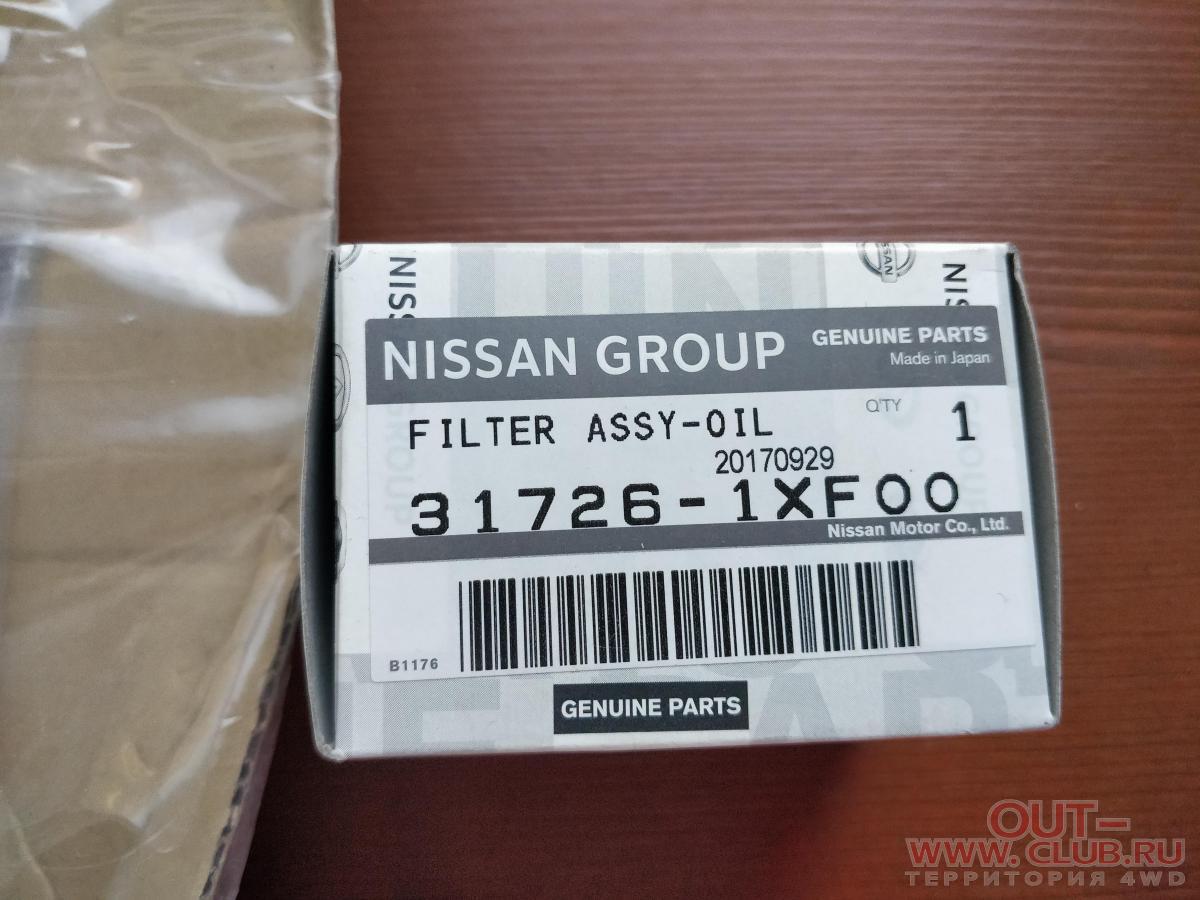 NISSAN GROUP
GENUINE PARTS
Made in Japan
FILTER ASSY-OIL
Q'TY 1
20170929
31726-1XF00
Nissan Motor Co., Ltd.
B1176
GENUINE PARTS
OUT-
WWW.CLUB.RU
ТЕРРИТОРИЯ 4WD